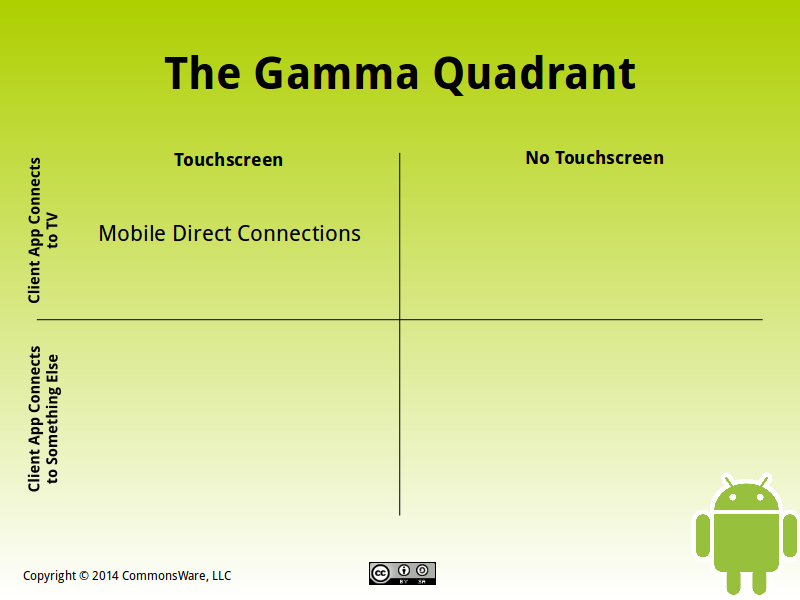 The Gamma Quadrant
Touchscreen
No Touchscreen
Client App Connects
to TV
Mobile Direct Connections
Client App Connects
to Something Else
Copyright © 2014 CommonsWare, LLC
cc
BY SA